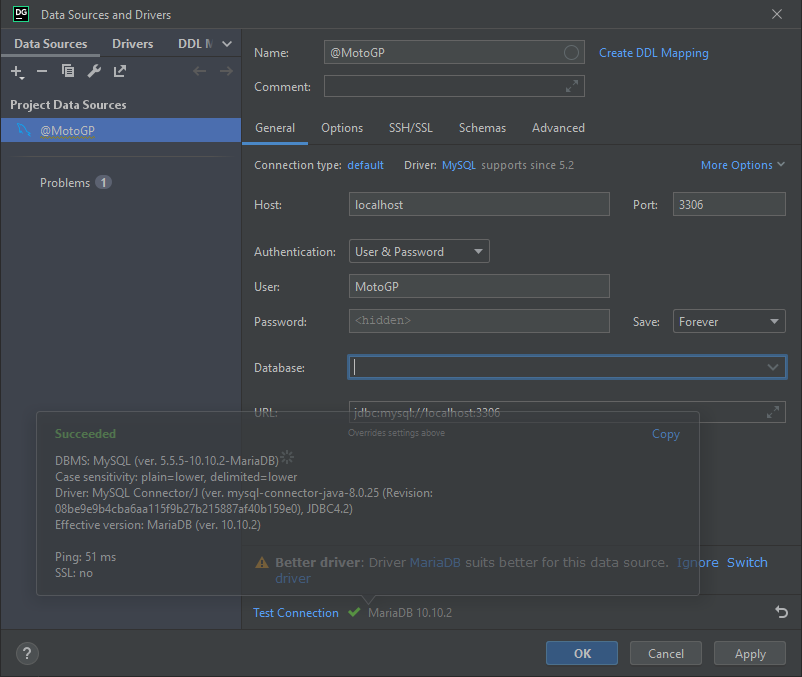 DG Data Sources and Drivers
Data Sources Drivers DDL M
Project Data Sources
@MotoGP
Problems 1
Name: @MotoGP Create DDL Mapping
Comment:
General Options SSH/SSL Schemas Advanced
Connection type: default Driver: MySQL supports since 5.2 More Options
Host: localhost Port: 3306
Authentication: User & Password
User: MotoGP
Password: <hidden> Save: Forever
Database:
URL: jdbc:mysql://localhost:3306
Overrides settings above
Succeeded Copy
DBMS: MySQL (ver. 5.5.5-10.10.2-MariaDB)
Case sensitivity: plain=lower, delimited=lower
Driver: MySQL Connector/J (ver. mysql-connector-java-8.0.25 (Revision:
08be9e9b4cba6aa115f9b27b215887af40b159e0), JDBC4.2)
Effective version: MariaDB (ver. 10.10.2)
Ping: 51 ms
SSL: no
Better driver: Driver MariaDB suits better for this data source. Ignore Switch
driver
Test Connection MariaDB 10.10.2
? OK Cancel Apply